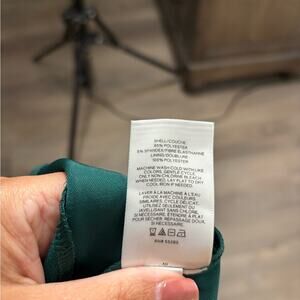 SHELL/COUCHE
95% POLYESTER
5% SPANDEX/FIBRE ÉLASTHANNE
LINING/DOUBLURE
100% POLYESTER
MACHINE WASH COLD WITH LIKE
COLORS, GENTLE CYCLE
NON-CHLORINE BLEACH WHEN
NEEDED, LAY FLAT TO DRY
COOL IRON IF NEEDED.
LAVER À LA MACHINE À L'EAU
FROIDE AVEC COULEURS
SIMILAIRES, CYCLE DÉLICAT.
UTILISEZ SEULEMENT DU
JAVELLISANT SANS CHLORE
SI NÉCESSAIRE. ÉTENDRE À PLAT
POUR SÉCHER. REPASSAGE DOUX
SI NÉCESSAIRE.
RN#